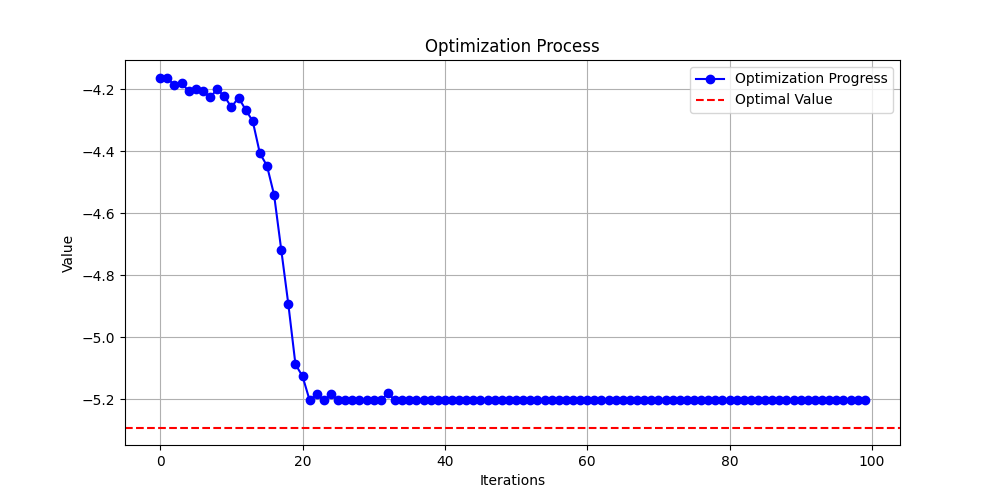 Optimization Process
Optimization Progress
Optimal Value
Value
−4.2
−4.4
−4.6
−4.8
−5.0
−5.2
0
20
40
60
80
100
Iterations